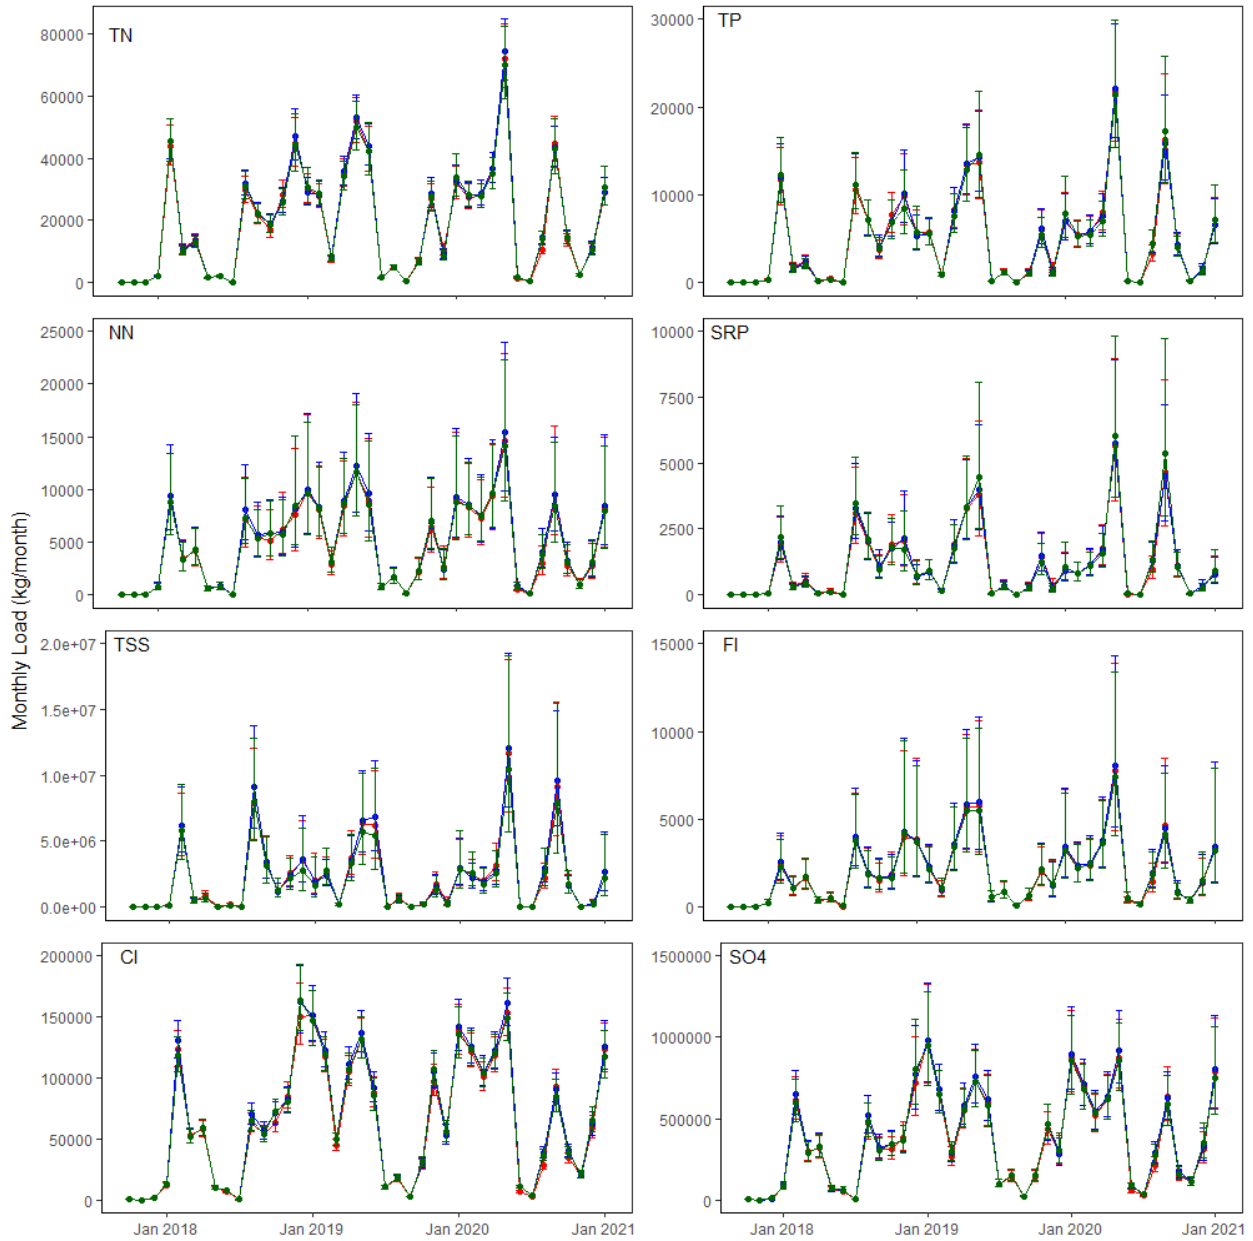 TN
80000
60000
40000
20000
0
TP
30000
20000
10000
0
NN
25000
20000
15000
10000
5000
0
SRP
10000
7500
5000
2500
0
TSS
2.0e+07
1.5e+07
1.0e+07
5.0e+06
0.0e+00
Fl
15000
10000
5000
0
Cl
200000
150000
100000
50000
0
SO4
1500000
1000000
500000
0
Monthly Load (kg/month)
Jan 2018 Jan 2019 Jan 2020 Jan 2021
Jan 2018 Jan 2019 Jan 2020 Jan 2021